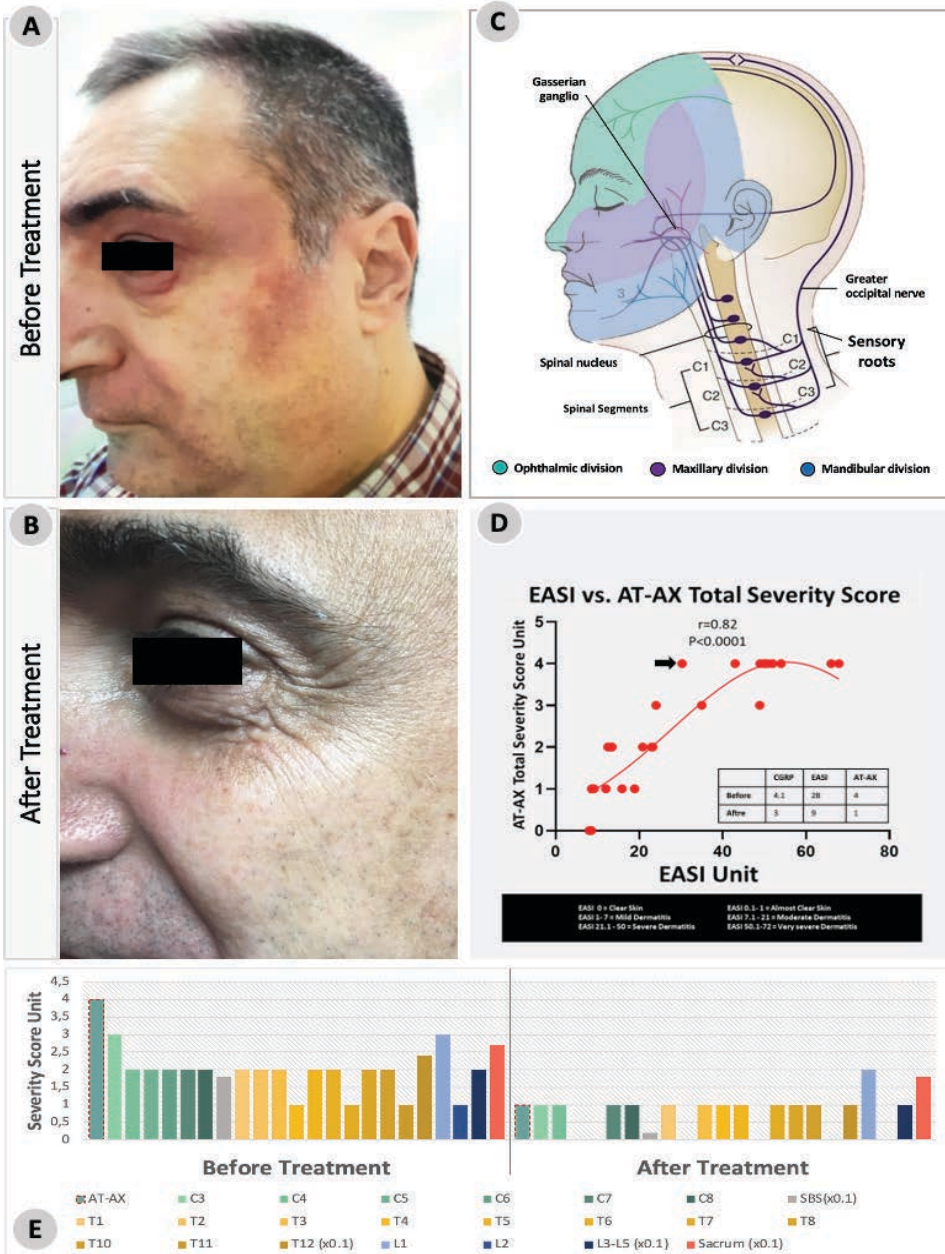 A
Before Treatment
B
After Treatment
C
Gasserian
ganglio
Greater
occipital nerve
Spinal nucleus
Sensory
roots
C1
C2
C3
C1
C2
C3
3
Spinal Segments
Ophthalmic division
Maxillary division
Mandibular division
D
EASI vs. AT-AX Total Severity Score
r=0.82
P<0.0001
AT-AX Total Severity Score Unit
5
4
3
2
1
0
0
20
40
60
80
EASI Unit
CGRP EASI AT-AX
Before 4.1 28 4
Aftre 3 9 1
EASI 0 = Clear Skin
EASI 1- 7 = Mild Dermatitis
EASI 21.1 - 50 = Severe Dermatitis
EASI 0.1- 1 = Almost Clear Skin
EASI 7.1 - 21 = Moderate Dermatitis
EASI 50.1-72 = Very severe Dermatitis
Severity Score Unit
4,5
4
3,5
3
2,5
2
1,5
1
0,5
0
Before Treatment
After Treatment
AT-AX C3 C4 C5 C6 C7 C8 SBS(x0.1)
T1 T2 T3 T4 T5 T6 T7 T8
T10 T11 T12 (x0.1) L1 L2 L3-L5 (x0.1) Sacrum (x0.1)
E